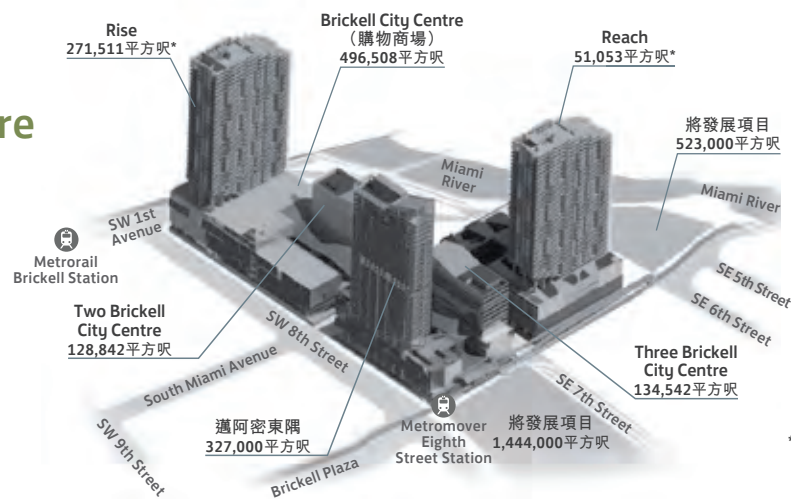 Rise
271,511平方呎*
Brickell City Centre
（購物商場）
496,508平方呎
Reach
51,053平方呎*
將發展項目
523,000平方呎
re
Miami
River
Miami River
SW 1st
Avenue
Metrorail
Brickell Station
SE 5th Street
SE 6th Street
Two Brickell
City Centre
128,842平方呎
SW 8th Street
South Miami Avenue
Three Brickell
City Centre
134,542平方呎
SE 7th Street
SW 9th Street
邁阿密東隅
327,000平方呎
Metromover
Eighth
Street Station
將發展項目
1,444,000平方呎
Brickell Plaza
*